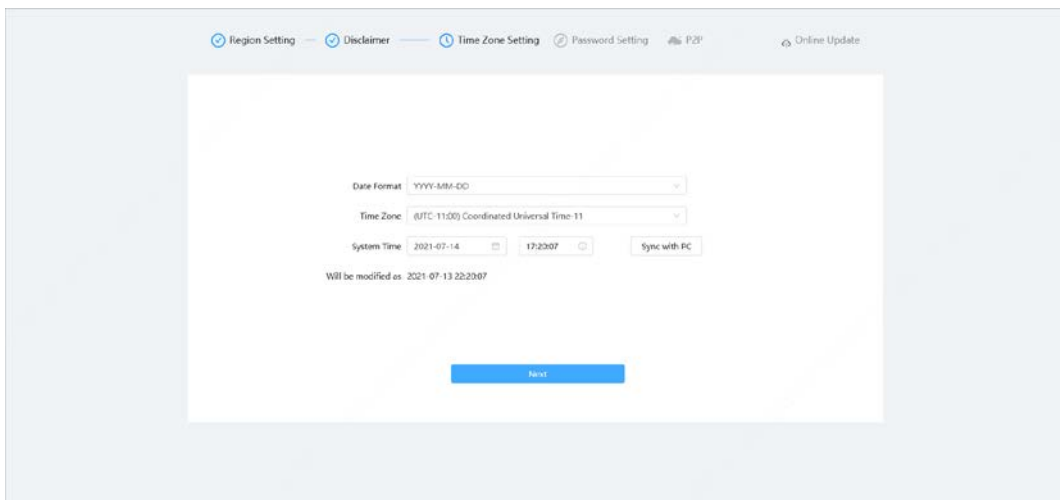 Region Setting Disclaimer Time Zone Setting Password Setting P2P Online Update
Date Format YYYY-MM-DD
Time Zone (UTC-11:00) Coordinated Universal Time-11
System Time 2021-07-14 17:20:07 Sync with PC
Will be modified as 2021-07-13 22:20:07
Next